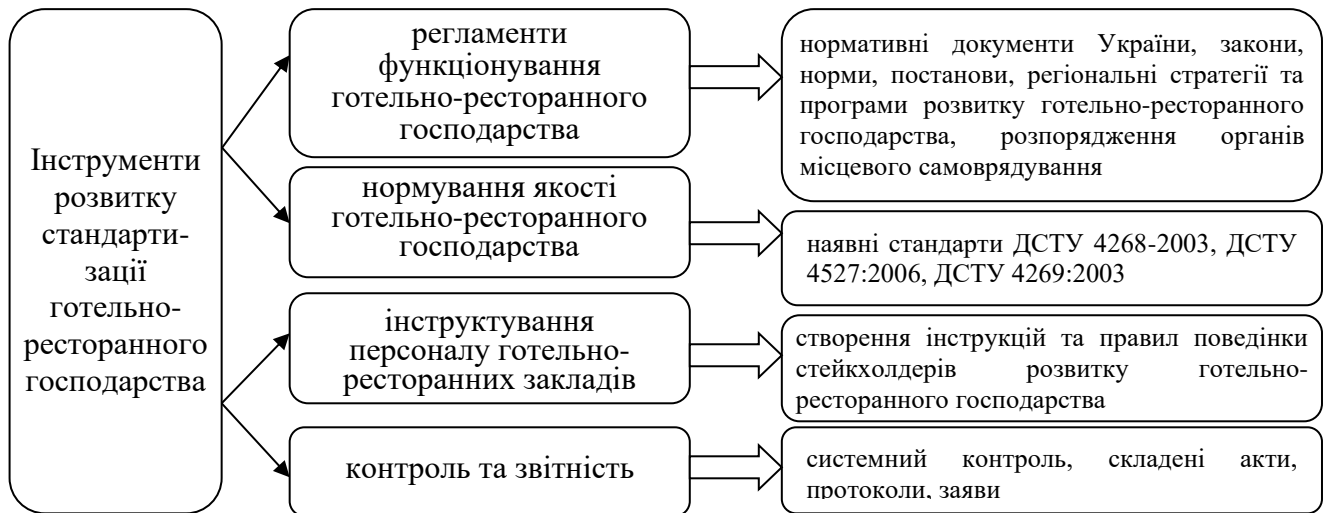 Інструменти
розвитку
стандарти-
зації
готельно-
ресторанного
господарства
регламенти
функціонування
готельно-ресторанного
господарства
нормативні документи України, закони,
норми, постанови, регіональні стратегії та
програми розвитку готельно-ресторанного
господарства, розпорядження органів
місцевого самоврядування
нормування якості
готельно-ресторанного
господарства
наявні стандарти ДСТУ 4268-2003, ДСТУ
4527:2006, ДСТУ 4269:2003
інструктування
персоналу готельно-
ресторанних закладів
створення інструкцій та правил поведінки
стейкхолдерів розвитку готельно-
ресторанного господарства
контроль та звітність
системний контроль, складені акти,
протоколи, заяви